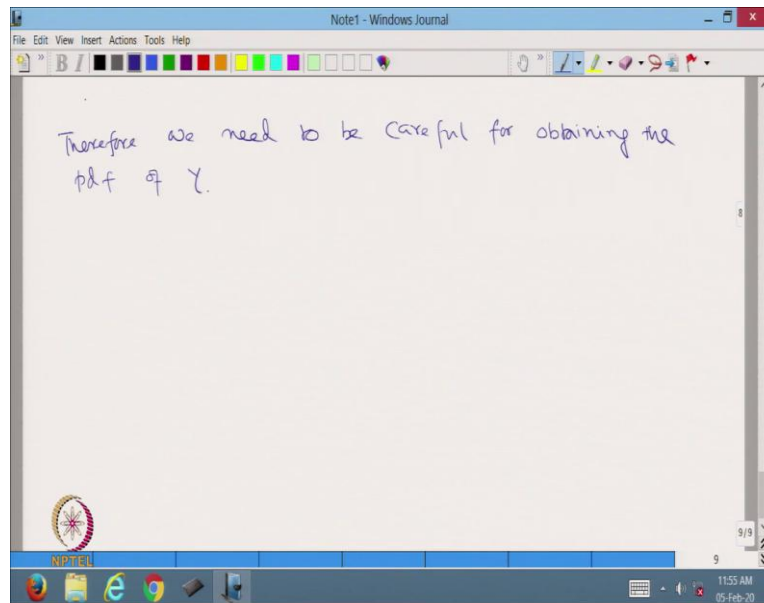 Note1 - Windows Journal
File Edit View Insert Actions Tools Help
B I
Therefore we need to be careful for obtaining the
pdf of Y.
8
9/9
NPTEL
9
11:55 AM
05-Feb-20